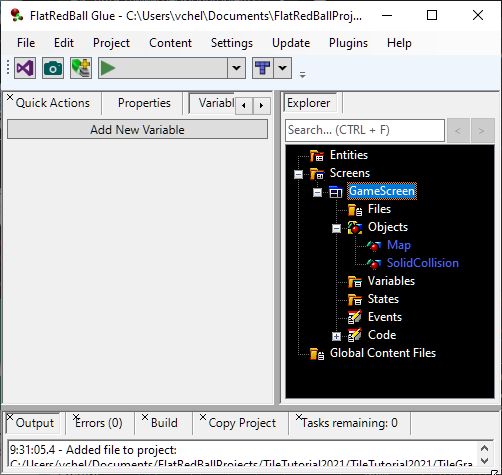 FlatRedBall Glue - C:\Users\vchel\Documents\FlatRedBallProj
File Edit Project Content Settings Update Plugins Help
Quick Actions Properties Variabl
Add New Variable
Explorer
Search... (CTRL + F) < >
Entities
Screens
GameScreen
Files
Objects
Map
SolidCollision
Variables
States
Events
Code
Global Content Files
Output Errors (0) Build Copy Project Tasks remaining: 0
9:31:05.4 - Added file to project:
C:/Users/vchel/Documents/FlatRedBallProjects/TileTutorial2021/TileTutorial2021/TileGra